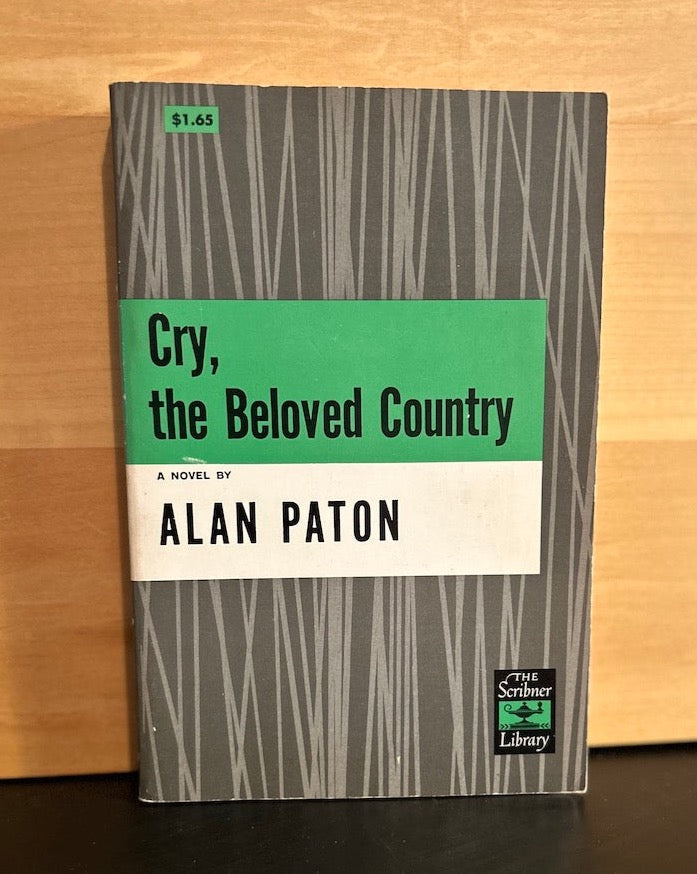 $1.65
Cry,
the Beloved Country
A NOVEL BY
ALAN PATON
THE
Scribner
Library